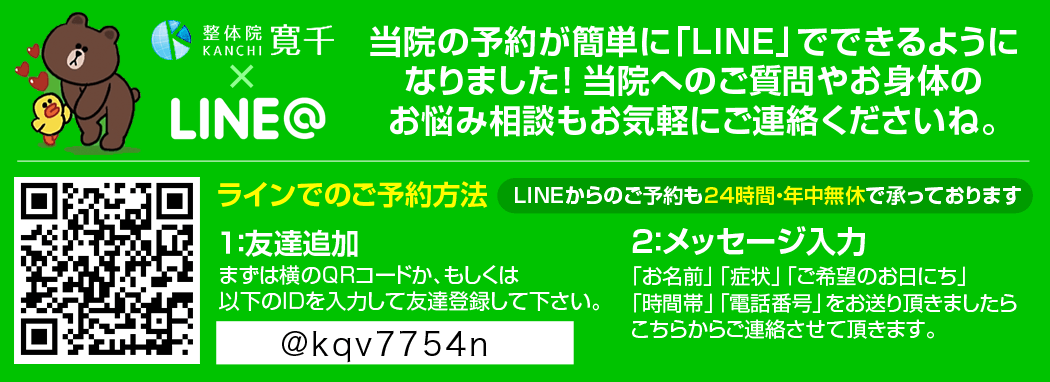 整体院
KANCHI 寛千
×
LINE@
当院の予約が簡単に「LINE」でできるように
なりました！当院へのご質問やお身体の
お悩み相談もお気軽にご連絡くださいね。
ラインでのご予約方法
LINEからのご予約も24時間・年中無休で承っております
1:友達追加
まずは横のQRコードか、もしくは
以下のIDを入力して友達登録して下さい。
@kqv7754n
2:メッセージ入力
「お名前」「症状」「ご希望のお日にち」
「時間帯」「電話番号」をお送り頂きましたら
こちらからご連絡させて頂きます。